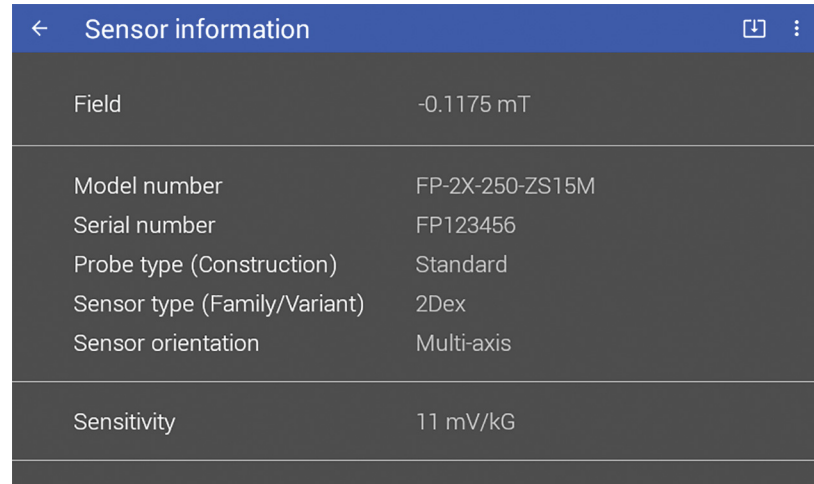 Sensor information
Field -0.1175 mT
Model number FP-2X-250-ZS15M
Serial number FP123456
Probe type (Construction) Standard
Sensor type (Family/Variant) 2Dex
Sensor orientation Multi-axis
Sensitivity 11 mV/kG